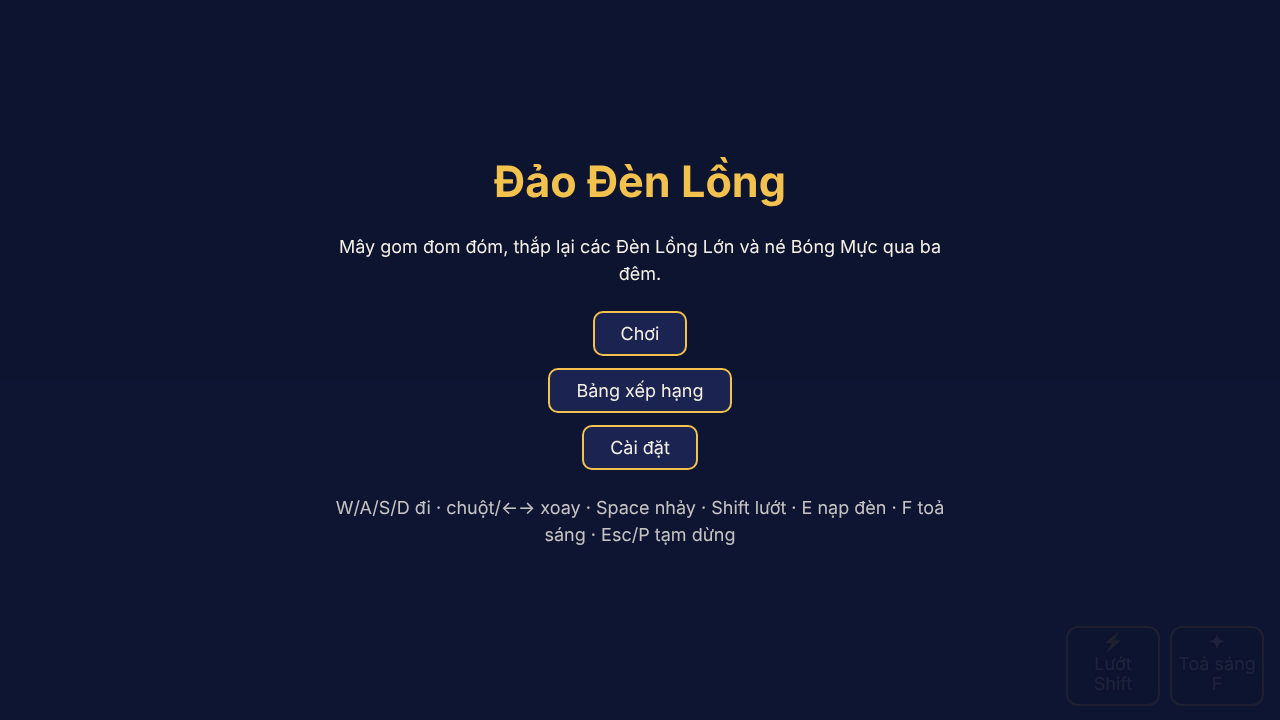 Đảo Đèn Lồng
Mây gom đom đóm, thắp lại các Đèn Lồng Lớn và né Bóng Mực qua ba
đêm.
Chơi
Bảng xếp hạng
Cài đặt
W/A/S/D đi · chuột/←→ xoay · Space nhảy · Shift lướt · E nạp đèn · F toả
sáng · Esc/P tạm dừng
⚡
Lướt
Shift
✦
Toả sáng
F